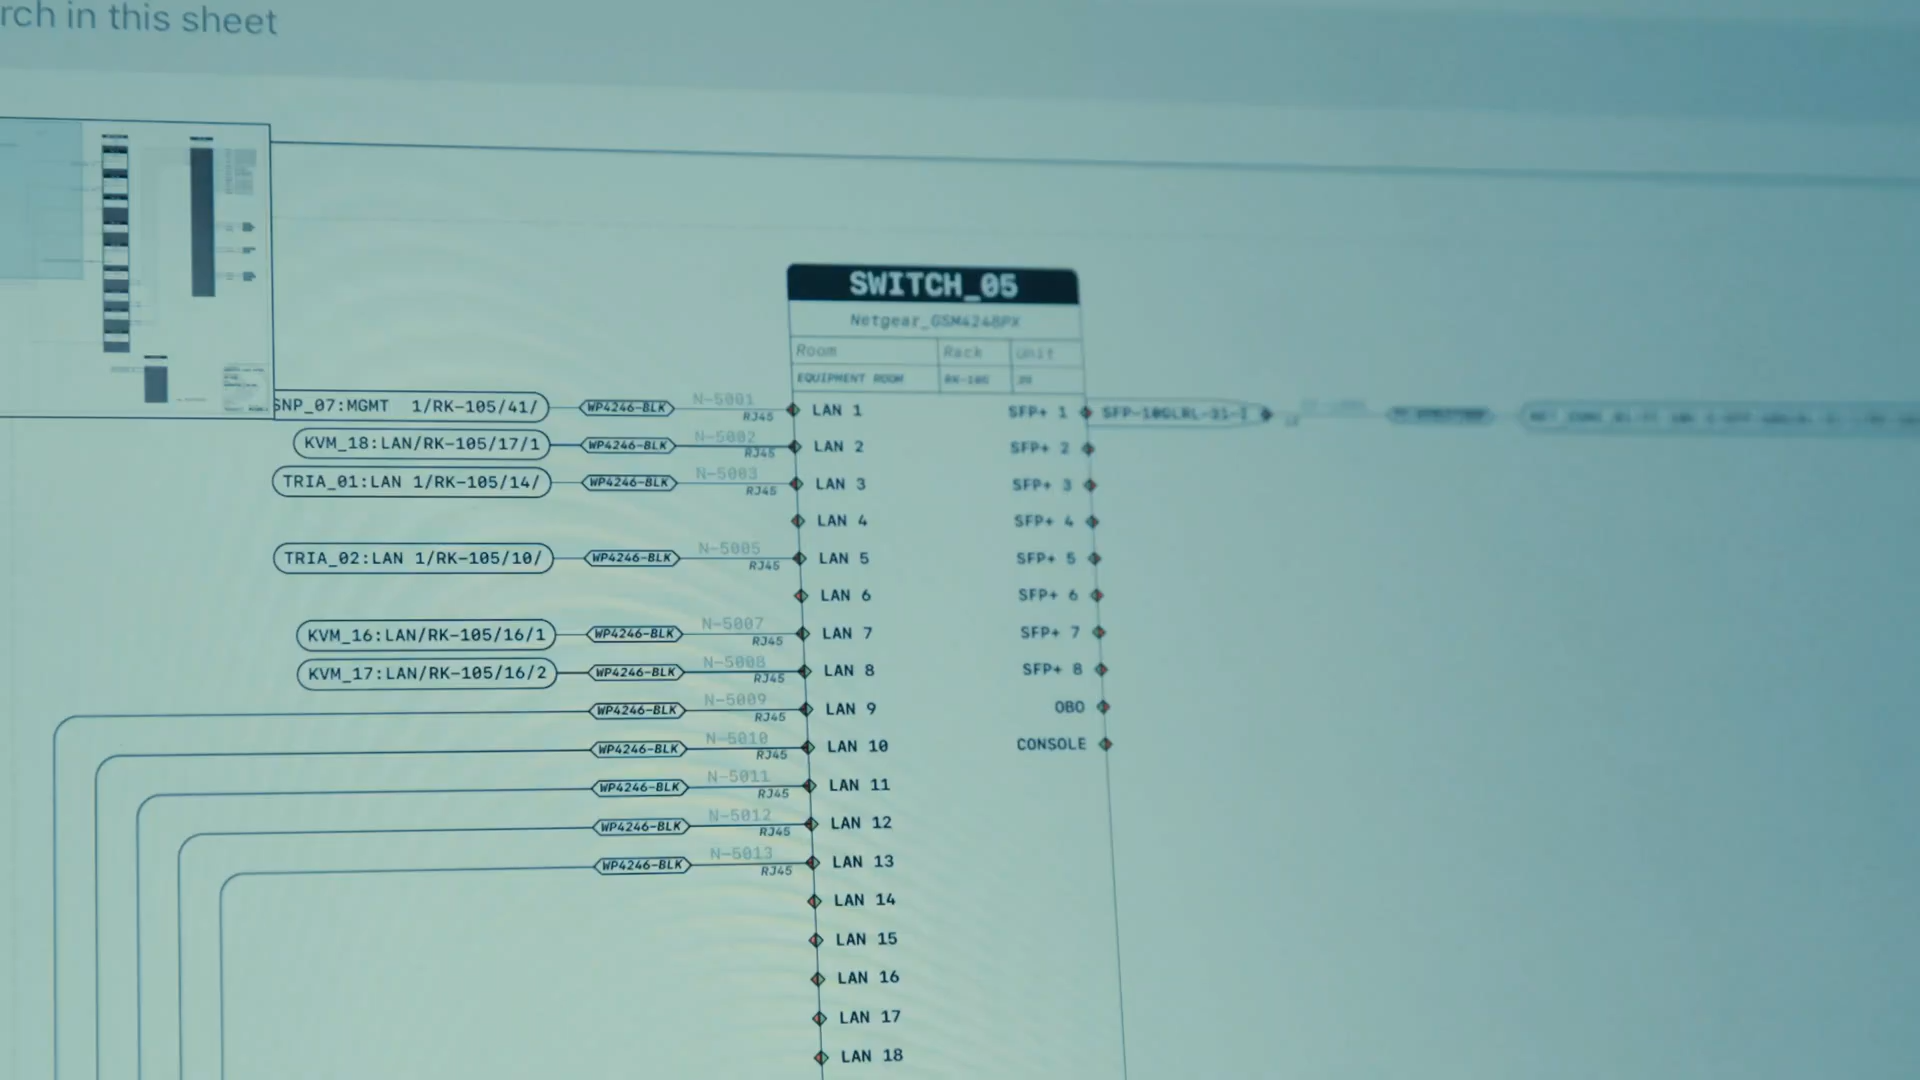 rch in this sheet
SWITCH_05
Netgear_GSM4248PX
Room Rack Unit
EQUIPMENT ROOM RK-105
SNP_07:MGMT 1/RK-105/41/ WP4246-BLK N-5001 RJ45 LAN 1 SFP+ 1 SFP-10GLRL-31-I
KVM_18:LAN/RK-105/17/1 WP4246-BLK N-5002 RJ45 LAN 2 SFP+ 2
TRIA_01:LAN 1/RK-105/14/ WP4246-BLK N-5003 RJ45 LAN 3 SFP+ 3
LAN 4 SFP+ 4
TRIA_02:LAN 1/RK-105/10/ WP4246-BLK N-5005 RJ45 LAN 5 SFP+ 5
LAN 6 SFP+ 6
KVM_16:LAN/RK-105/16/1 WP4246-BLK N-5007 RJ45 LAN 7 SFP+ 7
KVM_17:LAN/RK-105/16/2 WP4246-BLK N-5008 RJ45 LAN 8 SFP+ 8
WP4246-BLK N-5009 RJ45 LAN 9 OBO
WP4246-BLK N-5010 RJ45 LAN 10 CONSOLE
WP4246-BLK N-5011 RJ45 LAN 11
WP4246-BLK N-5012 RJ45 LAN 12
WP4246-BLK N-5013 RJ45 LAN 13
LAN 14
LAN 15
LAN 16
LAN 17
LAN 18